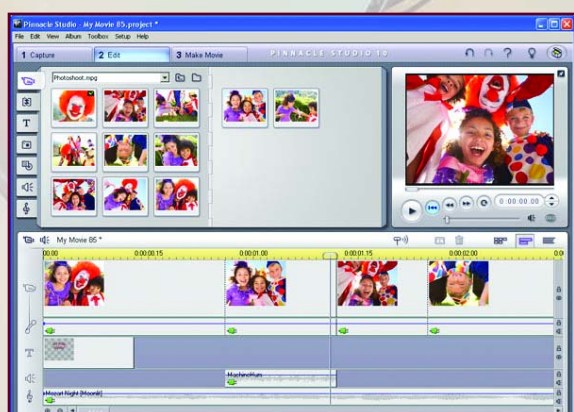 Pinnacle Studio - My Movie 85.project *
File Edit View Album Toolbox Setup Help
1 Capture
2 Edit
3 Make Movie
PINNACLE STUDIO 10
Photoshoot.mpg
0:00:00.00
My Movie 85 *
00.00
0:00:00.15
0:00:01.00
0:00:01.15
0:00:02.00
0:0
T
MachineHum
Mozart Night [Moonlit]